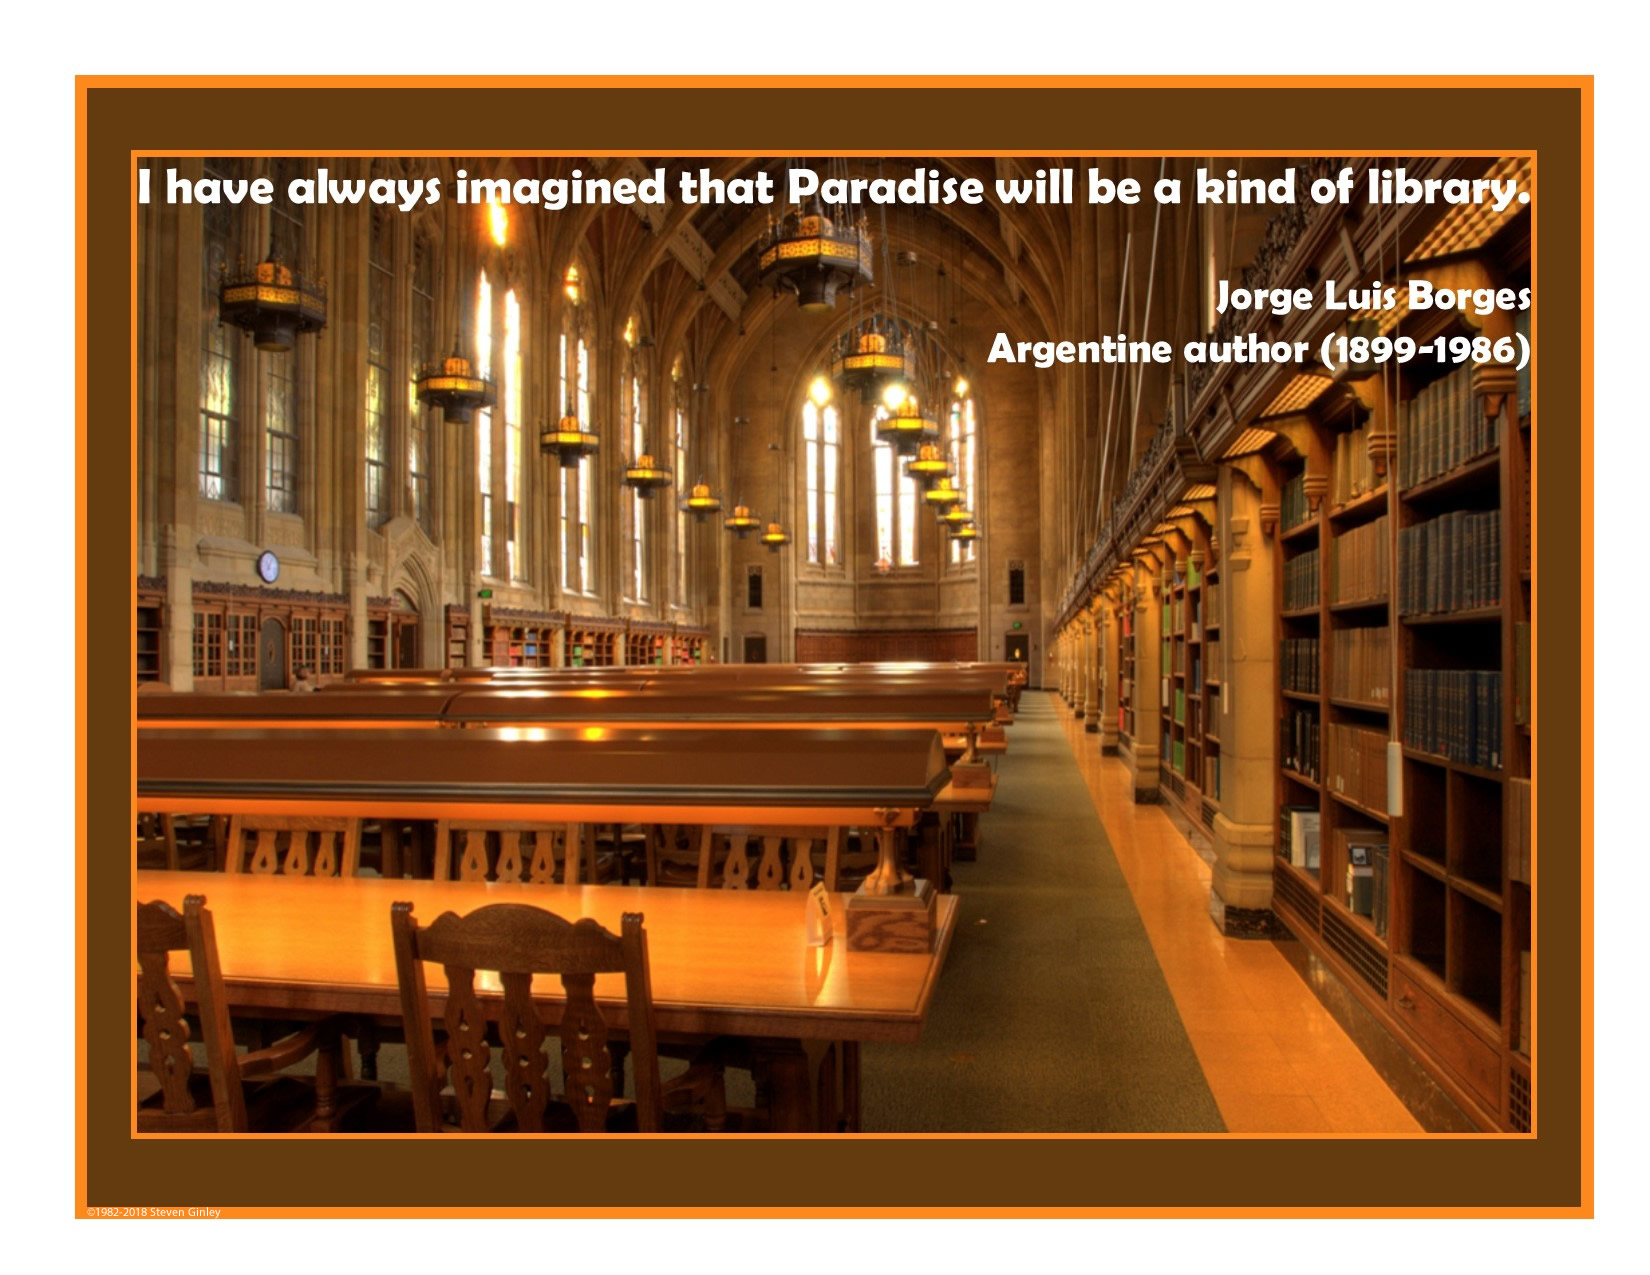 I have always imagined that Paradise will be a kind of library.
Jorge Luis Borges
Argentine author (1899-1986)
©1982-2018 Steven Ginley